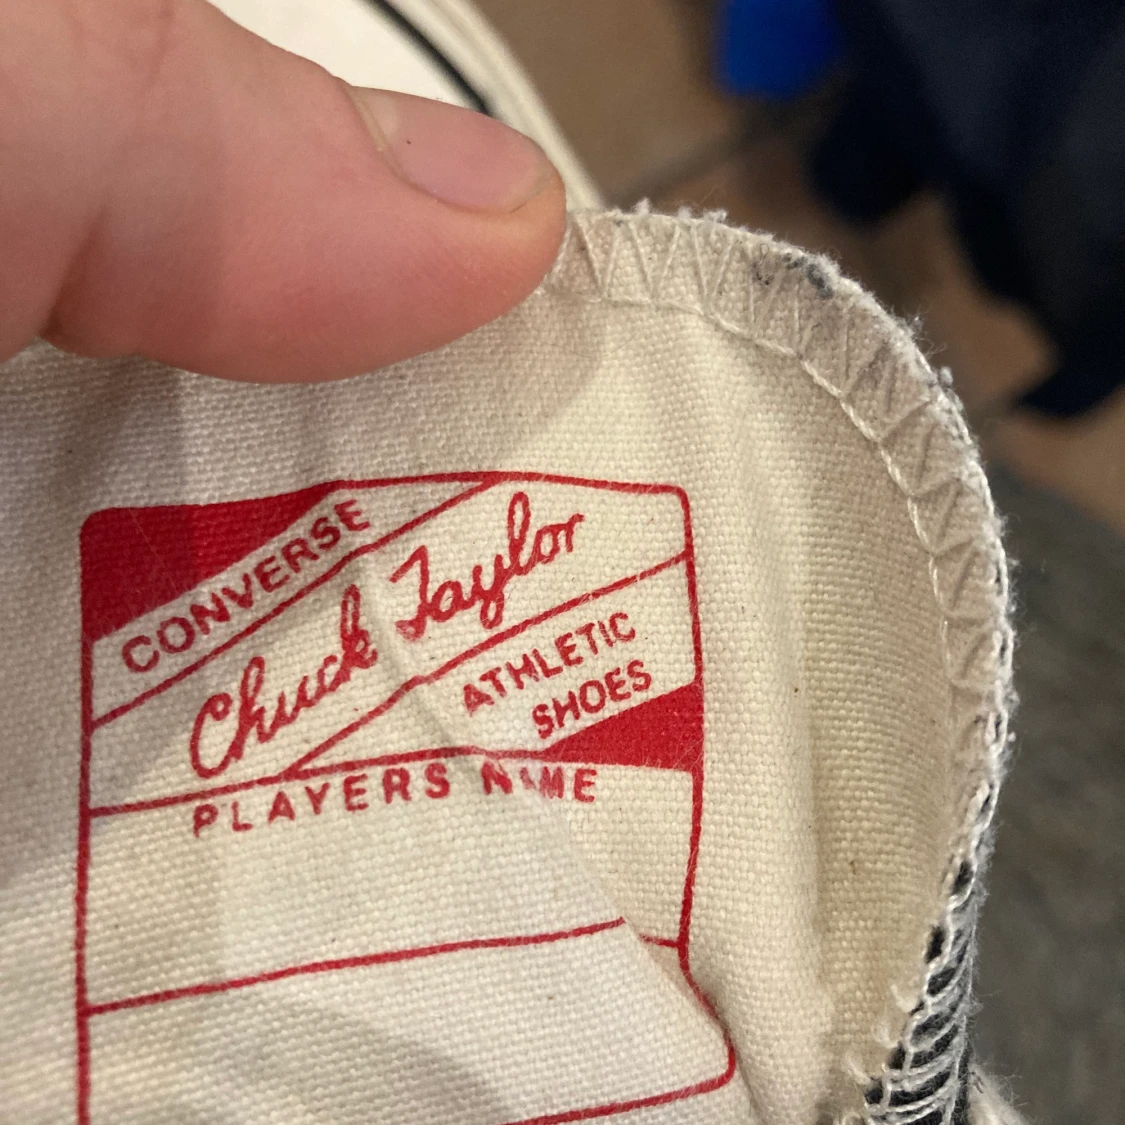 CONVERSE
Chuck Taylor
ATHLETIC
SHOES
PLAYERS NAME